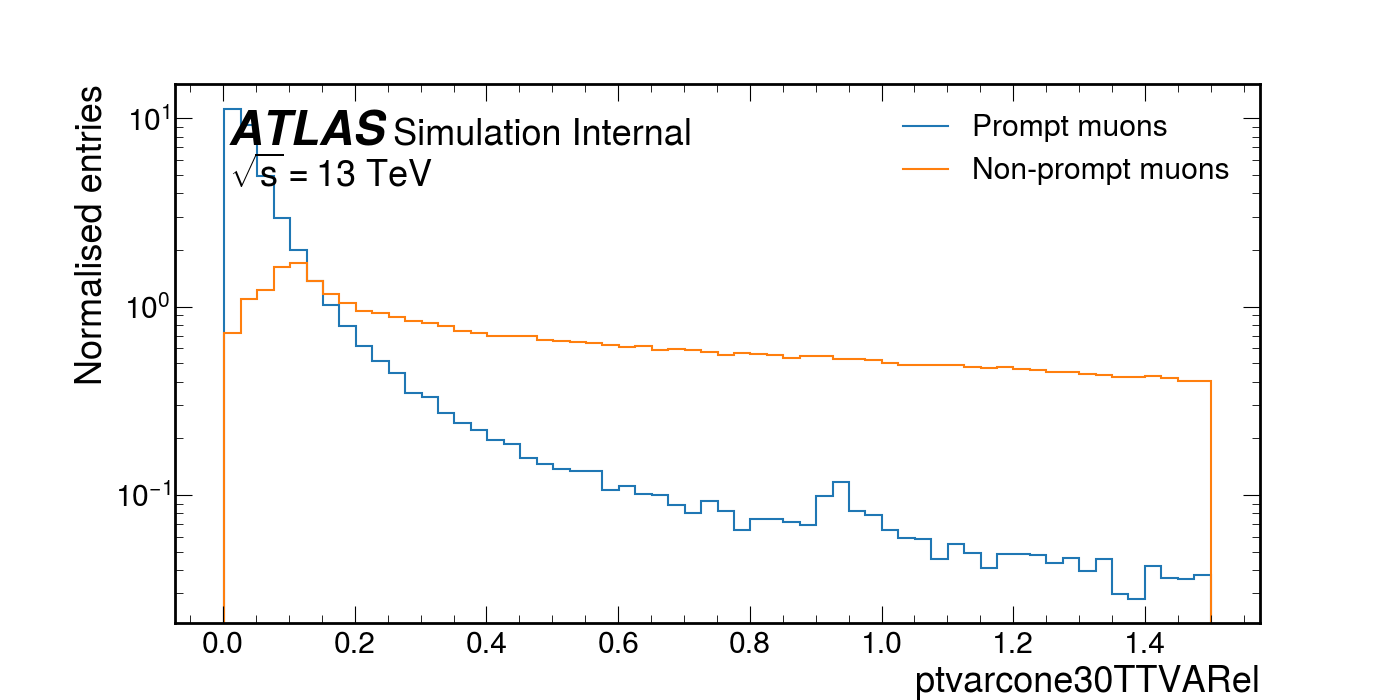 ATLAS Simulation Internal
√s = 13 TeV
Prompt muons
Non-prompt muons
Normalised entries
10¹
10⁰
10⁻¹
0.0 0.2 0.4 0.6 0.8 1.0 1.2 1.4
ptvarcone30TTVARel